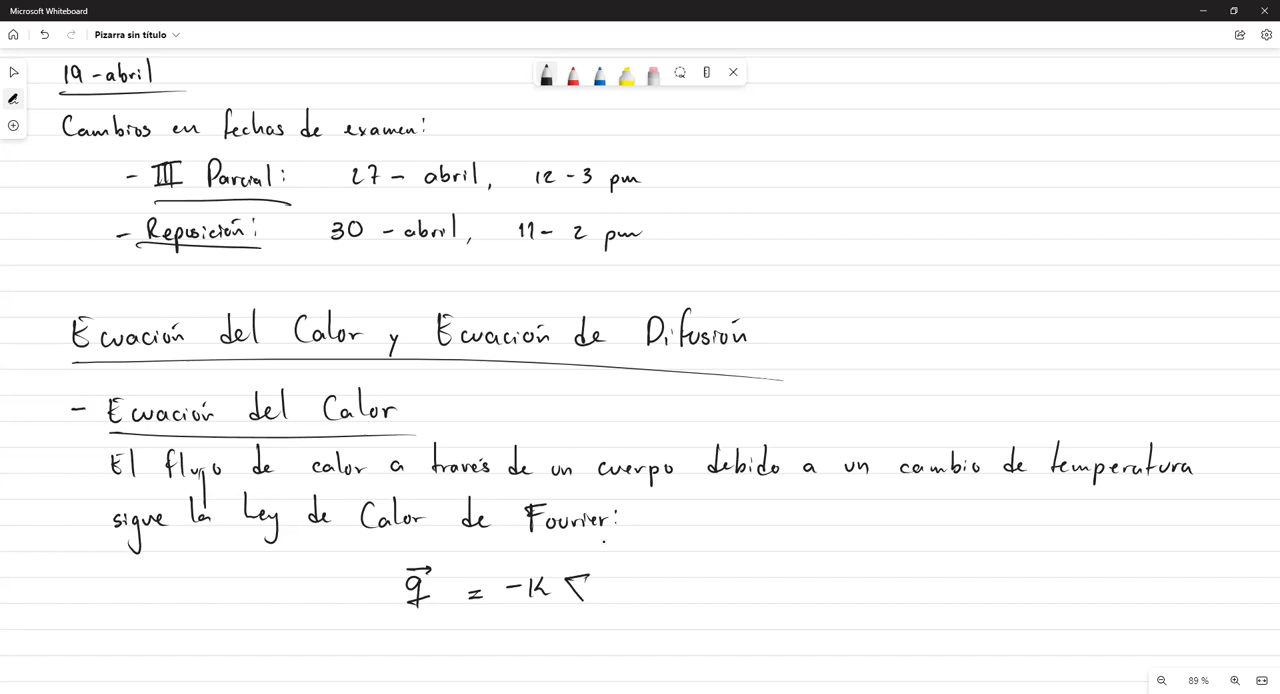 Microsoft Whiteboard
Pizarra sin título
19 - abril
Cambios en fechas de examen:
- III Parcial: 27 - abril, 12 - 3 pm
- Reposición: 30 - abril, 11 - 2 pm
Ecuación del Calor y Ecuación de Difusión
- Ecuación del Calor
El flujo de calor a través de un cuerpo debido a un cambio de temperatura
sigue la Ley de Calor de Fourier:
q⃗ = -K ∇
89 %